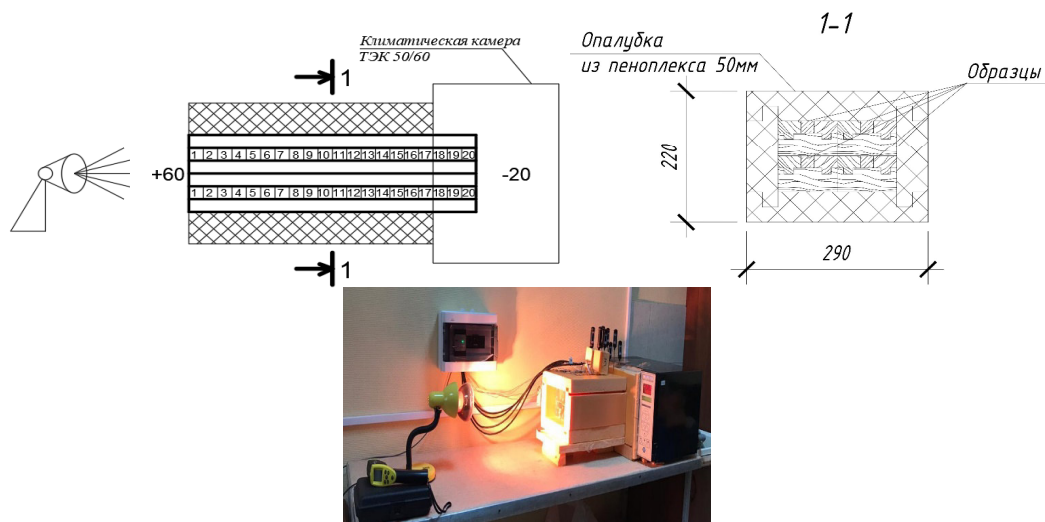 Климатическая камера
ТЭК 50/60
1
+60
1 2 3 4 5 6 7 8 9 10 11 12 13 14 15 16 17 18 19 20
1 2 3 4 5 6 7 8 9 10 11 12 13 14 15 16 17 18 19 20
-20
1
1-1
Опалубка
из пеноплекса 50мм
Образцы
220
290